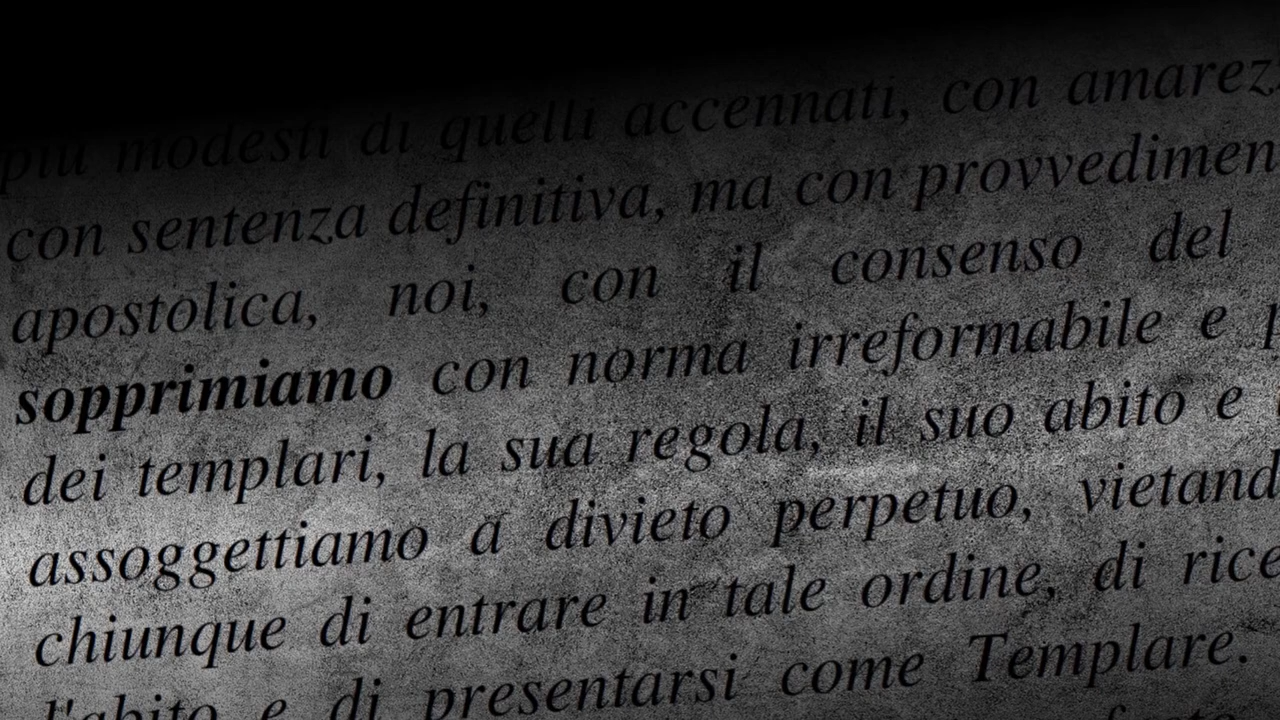 più modesti di quelli accennati, con amarez
con sentenza definitiva, ma con provvedimen
apostolica, noi, con il consenso del
sopprimiamo con norma irreformabile e p
dei templari, la sua regola, il suo abito e
assoggettiamo a divieto perpetuo, vietand
chiunque di entrare in tale ordine, di rice
l'abito e di presentarsi come Templare.